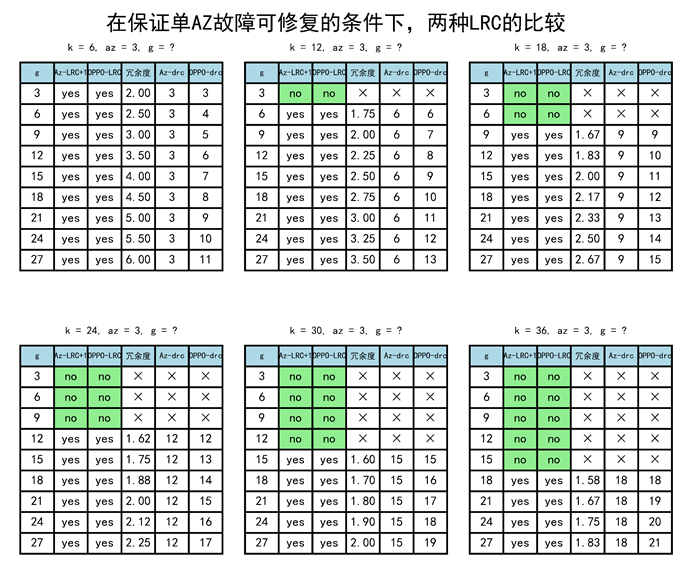 在保证单AZ故障可修复的条件下，两种LRC的比较
k = 6, az = 3, g = ?
g Az-LRC+1 OPPO-LRC 冗余度 Az-drc OPPO-drc
3 yes yes 2.00 3 3
6 yes yes 2.50 3 4
9 yes yes 3.00 3 5
12 yes yes 3.50 3 6
15 yes yes 4.00 3 7
18 yes yes 4.50 3 8
21 yes yes 5.00 3 9
24 yes yes 5.50 3 10
27 yes yes 6.00 3 11
k = 12, az = 3, g = ?
g Az-LRC+1 OPPO-LRC 冗余度 Az-drc OPPO-drc
3 no no × × ×
6 yes yes 1.75 6 6
9 yes yes 2.00 6 7
12 yes yes 2.25 6 8
15 yes yes 2.50 6 9
18 yes yes 2.75 6 10
21 yes yes 3.00 6 11
24 yes yes 3.25 6 12
27 yes yes 3.50 6 13
k = 18, az = 3, g = ?
g Az-LRC+1 OPPO-LRC 冗余度 Az-drc OPPO-drc
3 no no × × ×
6 no no × × ×
9 yes yes 1.67 9 9
12 yes yes 1.83 9 10
15 yes yes 2.00 9 11
18 yes yes 2.17 9 12
21 yes yes 2.33 9 13
24 yes yes 2.50 9 14
27 yes yes 2.67 9 15
k = 24, az = 3, g = ?
g Az-LRC+1 OPPO-LRC 冗余度 Az-drc OPPO-drc
3 no no × × ×
6 no no × × ×
9 no no × × ×
12 yes yes 1.62 12 12
15 yes yes 1.75 12 13
18 yes yes 1.88 12 14
21 yes yes 2.00 12 15
24 yes yes 2.12 12 16
27 yes yes 2.25 12 17
k = 30, az = 3, g = ?
g Az-LRC+1 OPPO-LRC 冗余度 Az-drc OPPO-drc
3 no no × × ×
6 no no × × ×
9 no no × × ×
12 no no × × ×
15 yes yes 1.60 15 15
18 yes yes 1.70 15 16
21 yes yes 1.80 15 17
24 yes yes 1.90 15 18
27 yes yes 2.00 15 19
k = 36, az = 3, g = ?
g Az-LRC+1 OPPO-LRC 冗余度 Az-drc OPPO-drc
3 no no × × ×
6 no no × × ×
9 no no × × ×
12 no no × × ×
15 no no × × ×
18 yes yes 1.58 18 18
21 yes yes 1.67 18 19
24 yes yes 1.75 18 20
27 yes yes 1.83 18 21